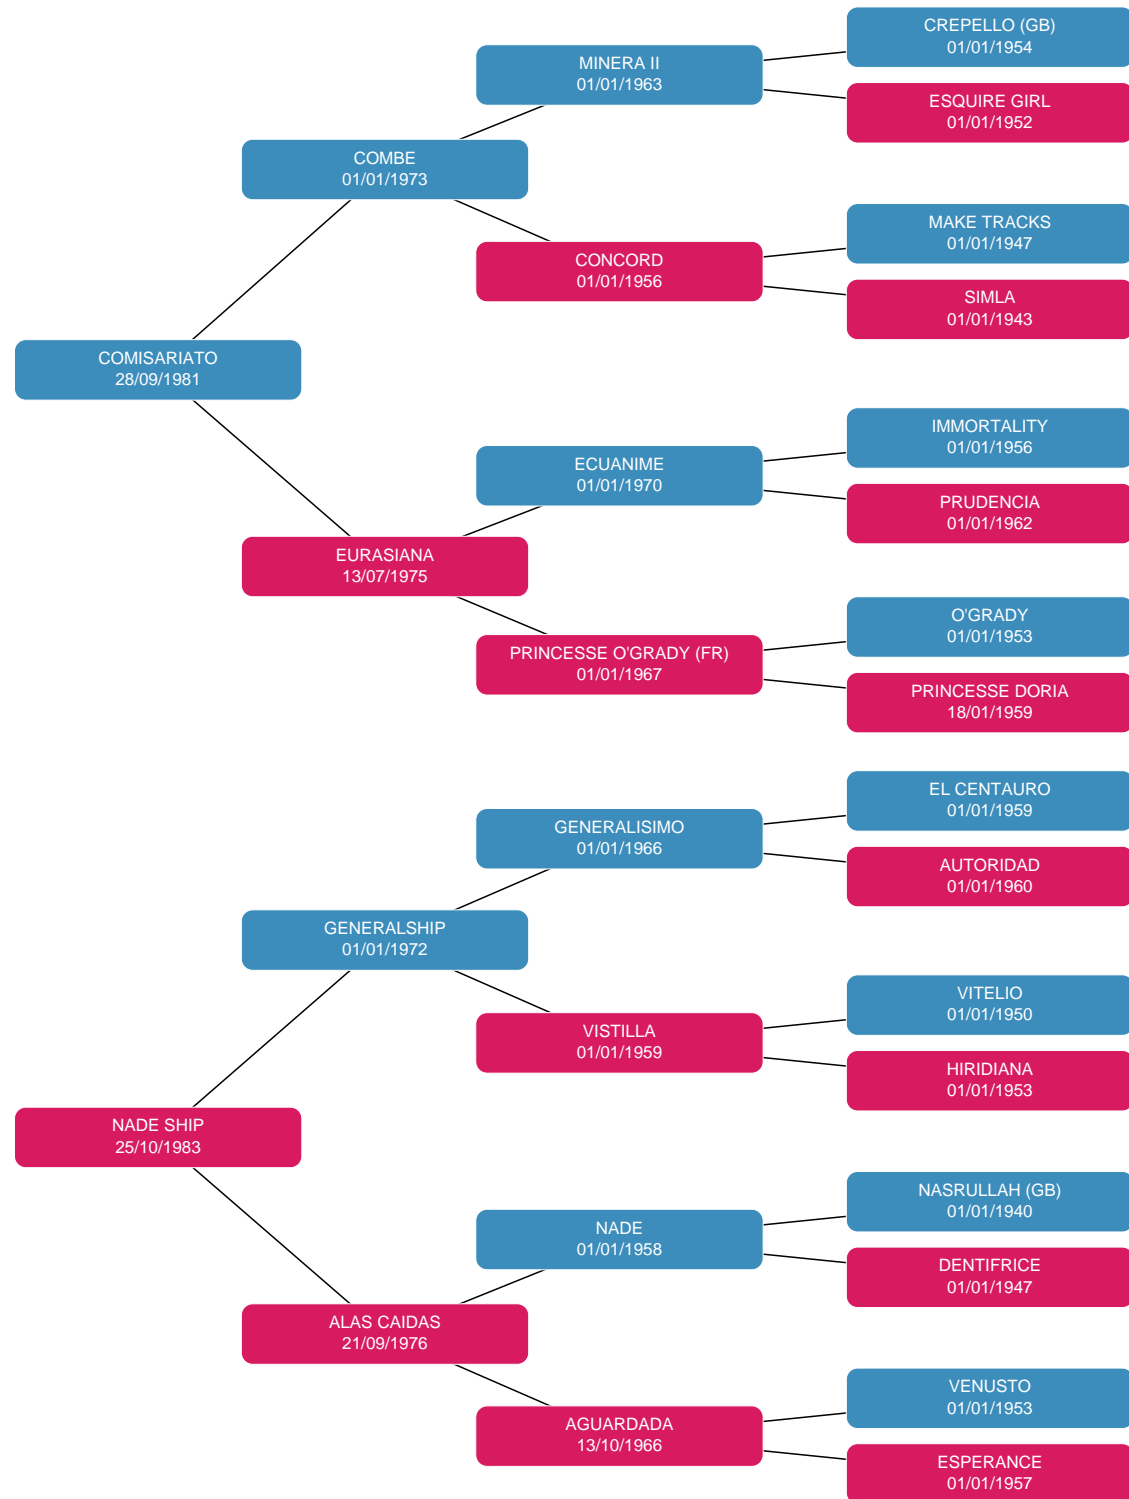 CREPELLO (GB)
01/01/1954
MINERA II
01/01/1963
ESQUIRE GIRL
01/01/1952
COMBE
01/01/1973
MAKE TRACKS
01/01/1947
CONCORD
01/01/1956
SIMLA
01/01/1943
COMISARIATO
28/09/1981
IMMORTALITY
01/01/1956
ECUANIME
01/01/1970
PRUDENCIA
01/01/1962
EURASIANA
13/07/1975
O'GRADY
01/01/1953
PRINCESSE O'GRADY (FR)
01/01/1967
PRINCESSE DORIA
18/01/1959
EL CENTAURO
01/01/1959
GENERALISIMO
01/01/1966
AUTORIDAD
01/01/1960
GENERALSHIP
01/01/1972
VITELIO
01/01/1950
VISTILLA
01/01/1959
HIRIDIANA
01/01/1953
NADE SHIP
25/10/1983
NASRULLAH (GB)
01/01/1940
NADE
01/01/1958
DENTIFRICE
01/01/1947
ALAS CAIDAS
21/09/1976
VENUSTO
01/01/1953
AGUARDADA
13/10/1966
ESPERANCE
01/01/1957